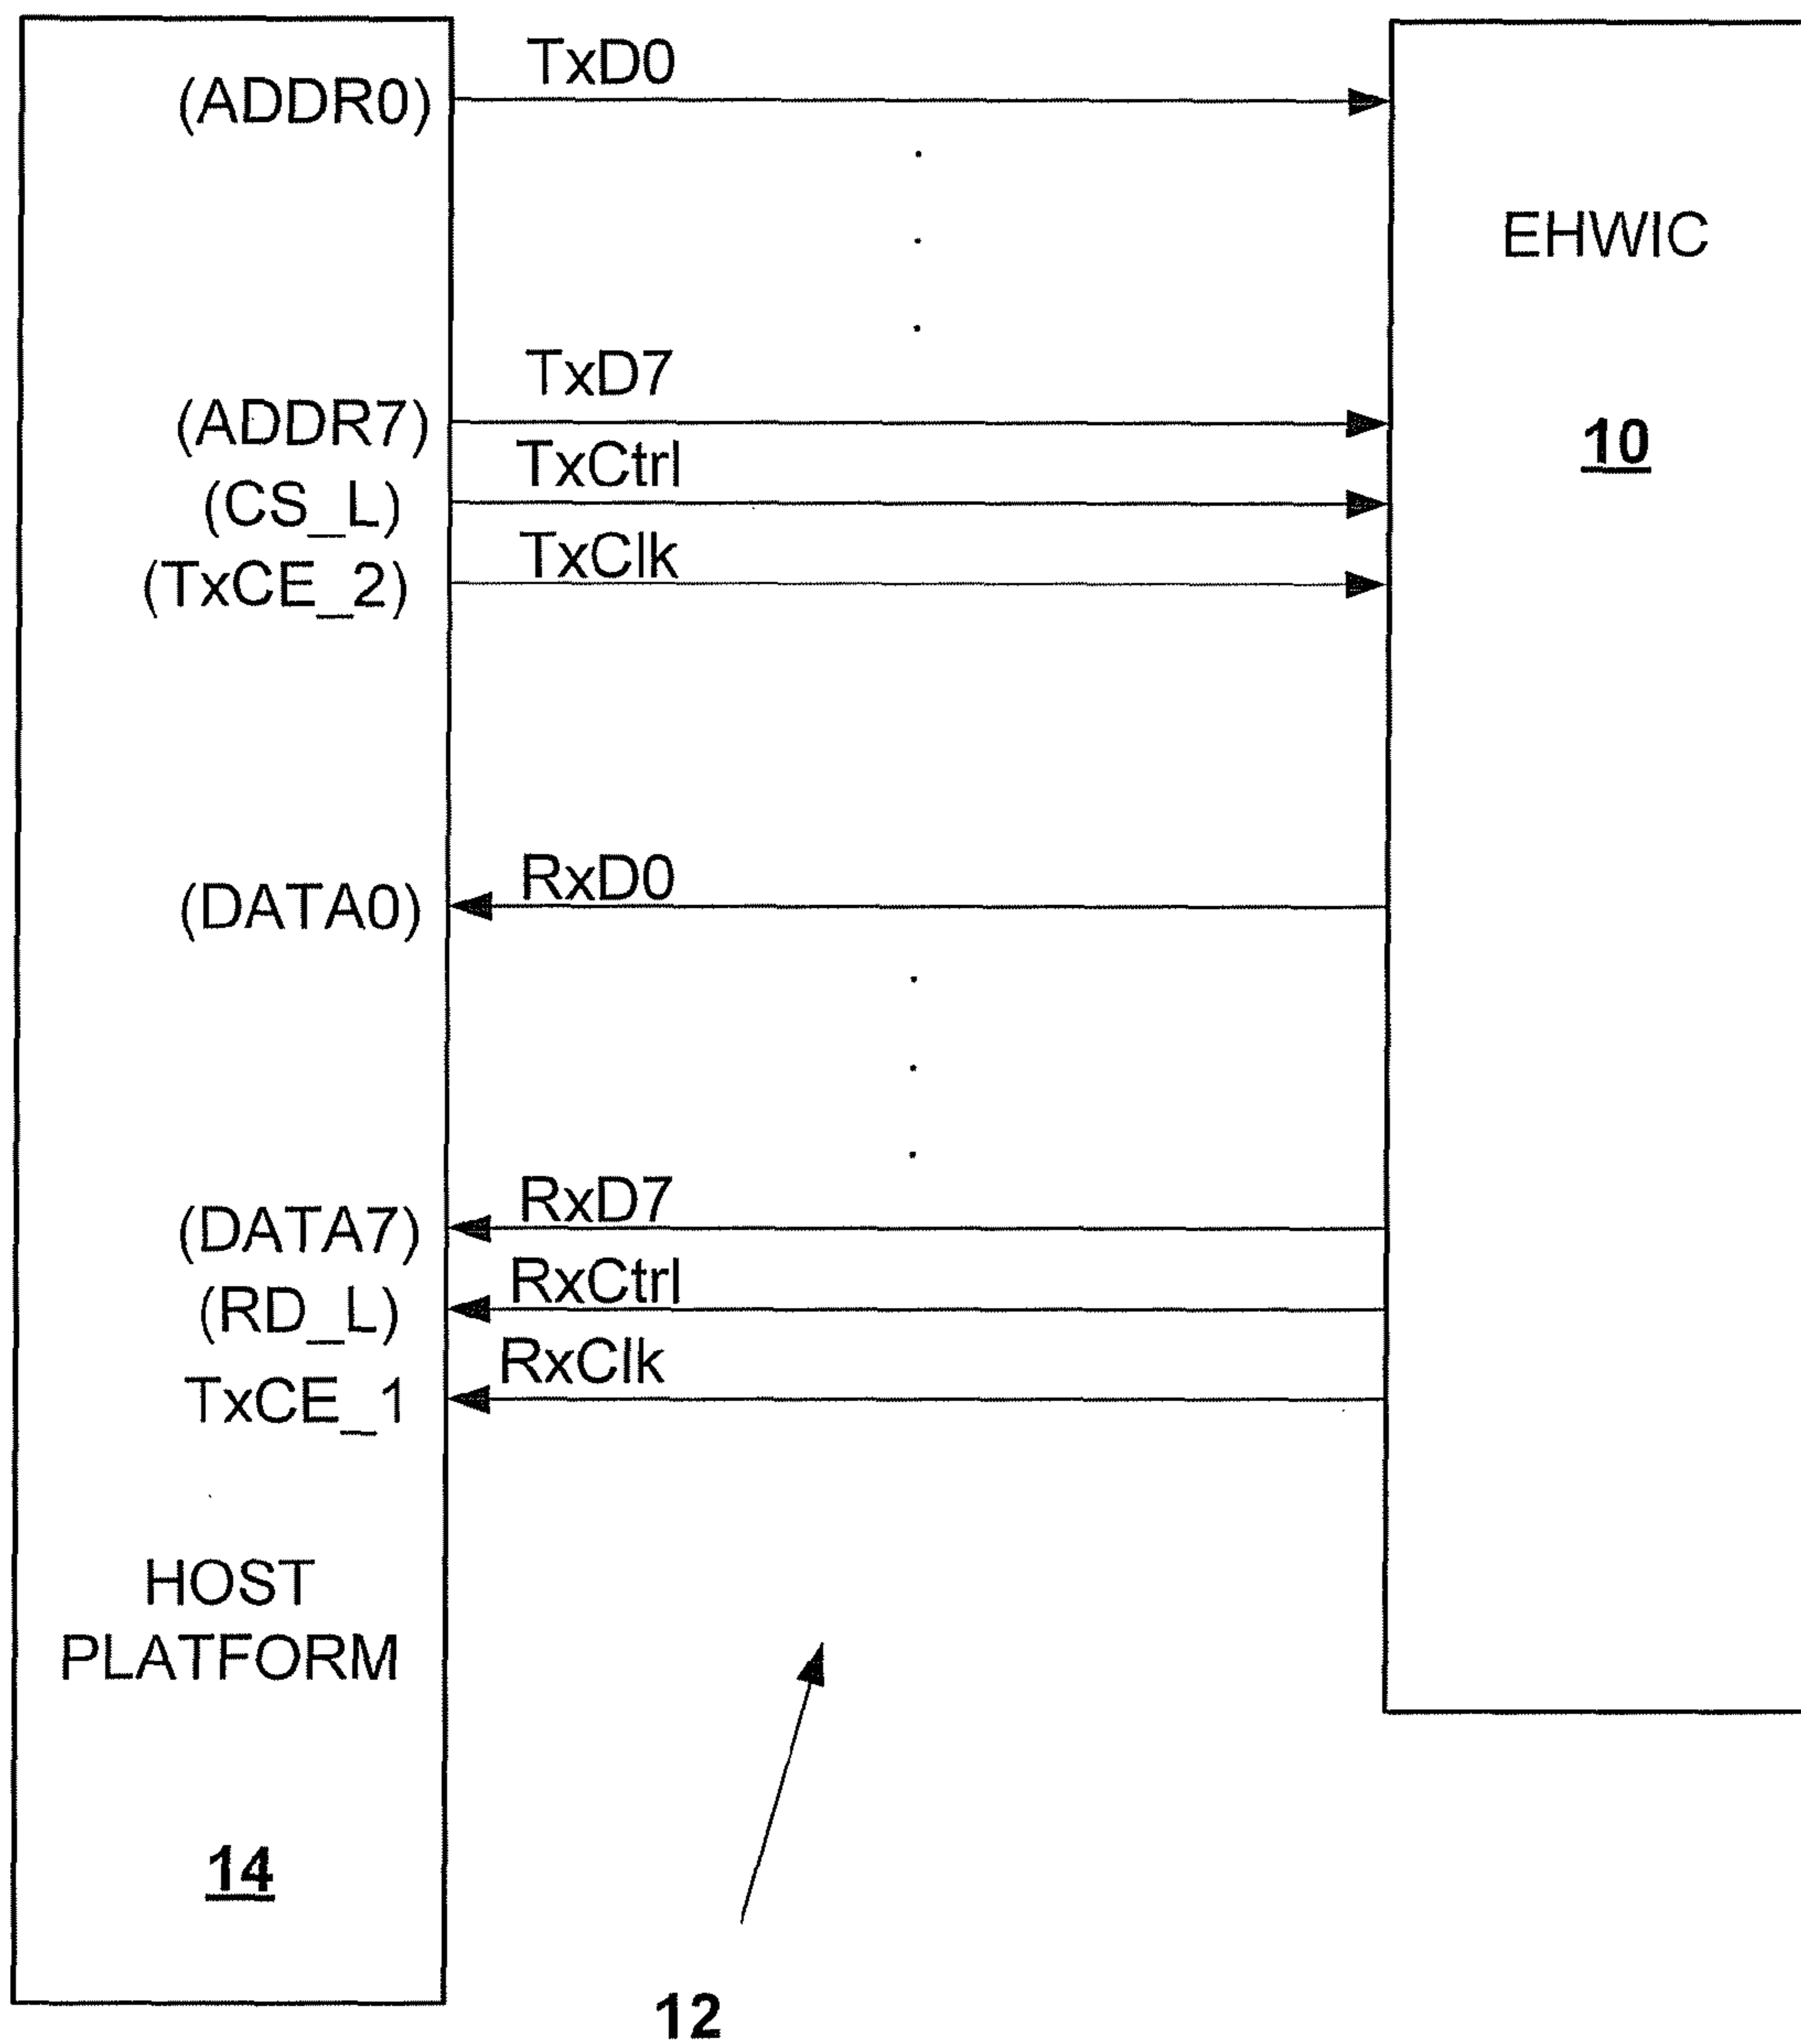 TxD0
(ADDR0)
EHWIC
TxD7
(ADDR7)
10
TxCtrl
(CS_L)
TxClk
(TxCE_2)
RxD0
(DATA0)
RxD7
(DATA7)
RxCtrl
(RD_L)
RxClk
TxCE_1
HOST
PLATFORM
14
12